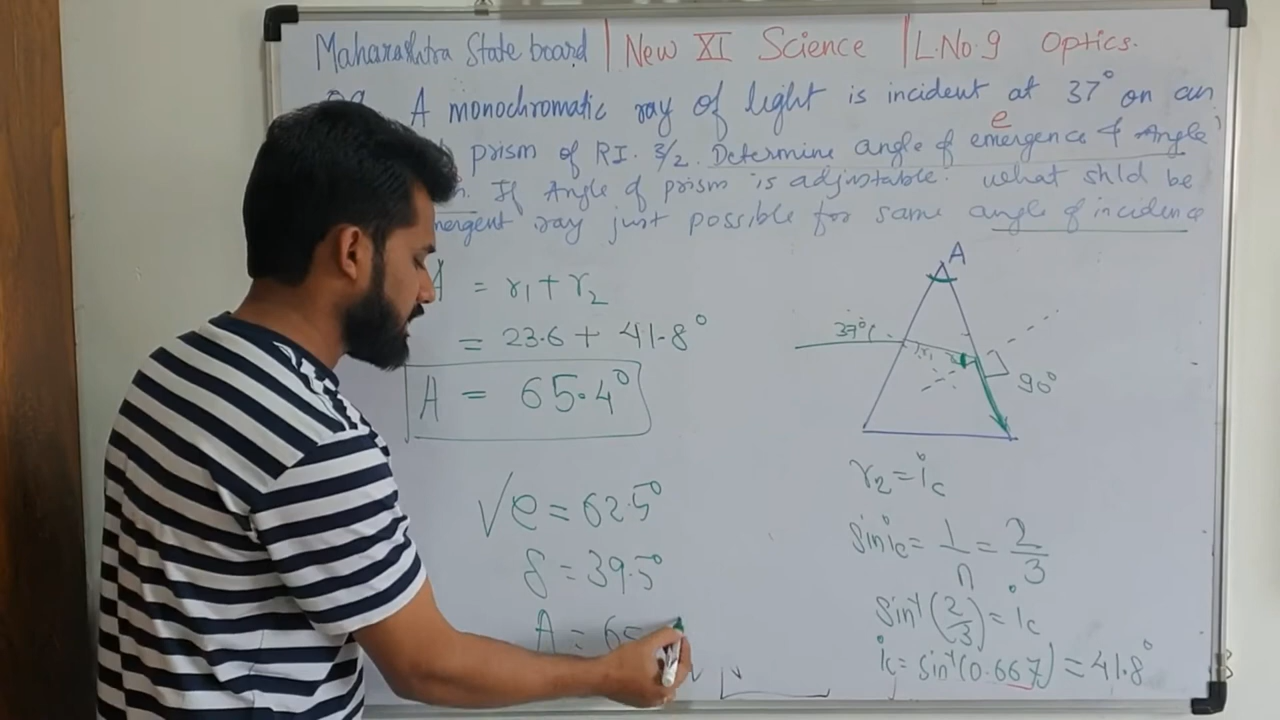 Maharashtra State board | New XI Science | L.No.9 Optics.
A monochromatic ray of light is incident at 37° on an
e
prism of RI. 3/2. Determine angle of emergence & Angle
If Angle of prism is adjustable. what shld be
mergent ray just possible for same angle of incidence
A = r₁ + r₂
= 23.6 + 41.8°
A = 65.4°
√e = 62.5°
δ = 39.5°
A = 65
A
37°
r₁
90°
r₂ = ic
Sin ic = 1/n = 2/3
Sin⁻¹(2/3) = ic
ic = sin⁻¹(0.667) = 41.8°